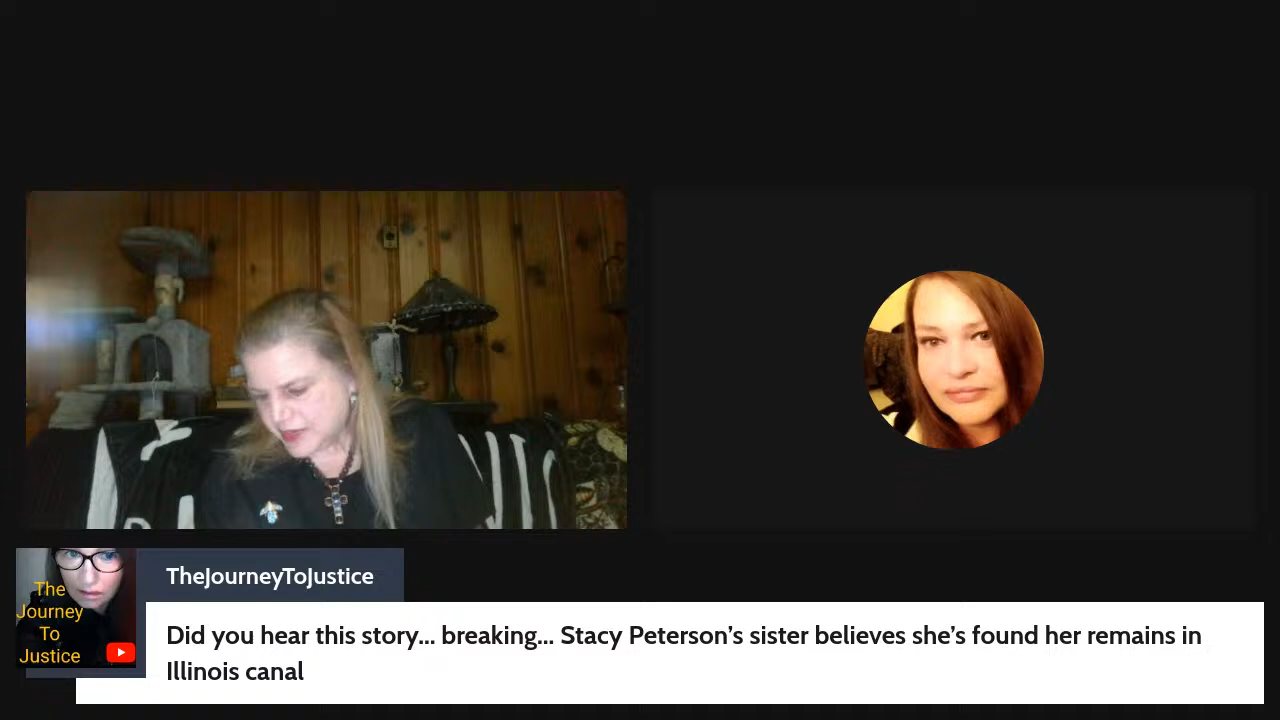 TheJourneyToJustice
The
Journey
To
Justice
Did you hear this story... breaking... Stacy Peterson’s sister believes she’s found her remains in
Illinois canal